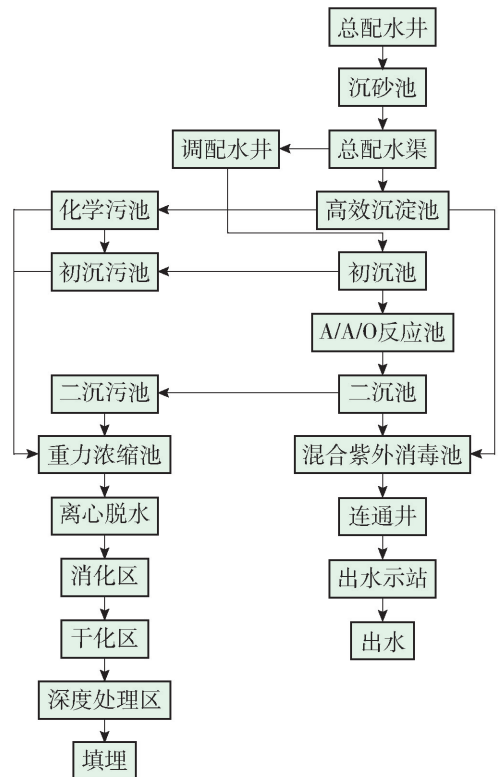 总配水井
沉砂池
调配水井
总配水渠
化学污池
高效沉淀池
初沉污池
初沉池
A/A/O反应池
二沉污池
二沉池
重力浓缩池
混合紫外消毒池
离心脱水
连通井
消化区
出水示站
干化区
出水
深度处理区
填埋